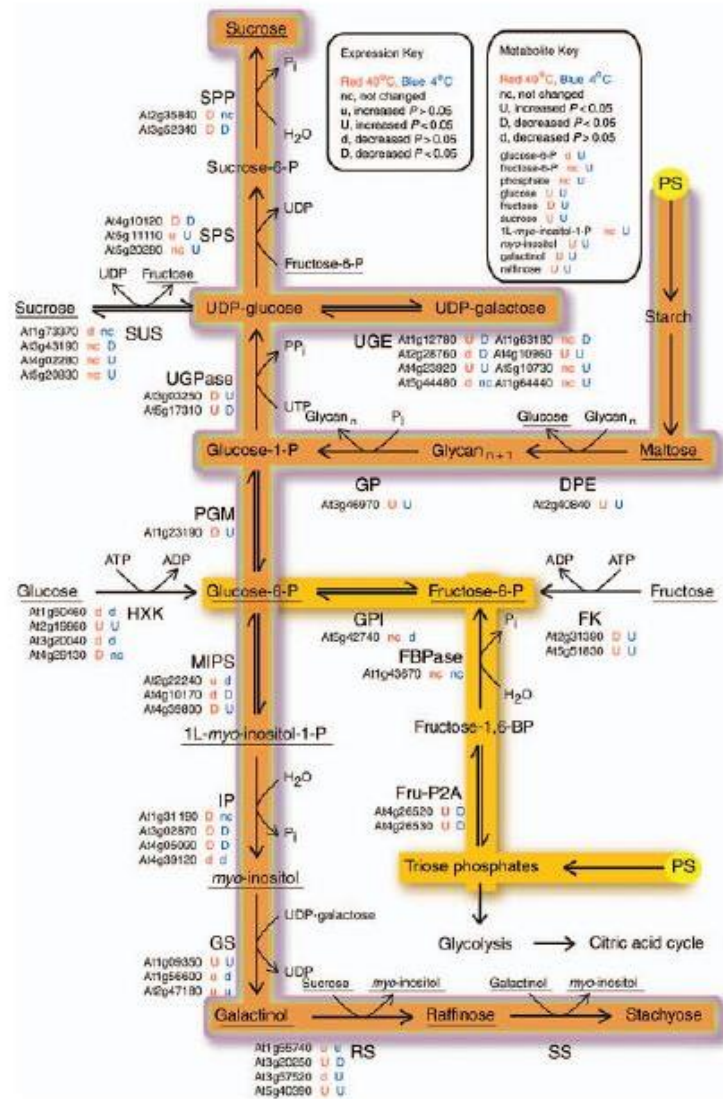 Sucrose
Pi
SPP
At2g35840 D nc
At3g52340 D D
H2O
Sucrose-6-P
UDP
At4g10120 D D
At5g11110 u U
At5g20280 nc U
SPS
Fructose-6-P
Expression Key
Red 40°C, Blue 4°C
nc, not changed
u, increased P > 0.05
U, increased P < 0.05
d, decreased P > 0.05
D, decreased P < 0.05
Metabolite Key
Red 40°C, Blue 4°C
nc, not changed
U, increased P < 0.05
D, decreased P < 0.05
d, decreased P > 0.05
glucose-6-P d U
fructose-6-P nc U
phosphate nc U
glucose U U
fructose D U
sucrose U U
1L-myo-inositol-1-P nc U
myo-inositol U U
galactinol U U
raffinose U U
PS
Starch
UDP Fructose
Sucrose
UDP-glucose
UDP-galactose
SUS
At1g73370 d nc
At3g43190 nc D
At4g02280 nc U
At5g20830 nc U
UGE
At1g12780 U D At1g63180 nc D
At2g28760 d D At4g10960 U U
At4g23920 U U At5g10730 nc U
At5g44480 d nc At1g64440 nc U
UGPase
At3g03250 D U
At5g17310 U D
PPi
UTP
Glycan n Pi
Glucose Glycan n
Glucose-1-P
Glycan n+1
Maltose
GP
At3g46970 U U
DPE
At2g40840 U U
PGM
At1g23190 D U
ATP ADP
ADP ATP
Glucose
Glucose-6-P
Fructose-6-P
Fructose
HXK
At1g50460 d d
At2g19860 U U
At3g20040 d d
At4g29130 D nc
GPI
At5g42740 nc d
FK
At2g31390 D U
At5g51830 U U
FBPase
At1g43670 nc nc
Pi
H2O
MIPS
At2g22240 u d
At4g10170 d D
At4g39800 D U
Fructose-1,6-BP
1L-myo-inositol-1-P
IP
At1g31190 D nc
At3g02870 D D
At4g05090 D D
At4g39120 d d
H2O
Pi
Fru-P2A
At4g26520 U D
At4g26530 U D
myo-inositol
Triose phosphates
PS
GS
At1g09350 U U
At1g56600 u d
At2g47180 u u
UDP-galactose
UDP
Glycolysis
Citric acid cycle
Sucrose myo-inositol
Galactinol myo-inositol
Galactinol
Raffinose
Stachyose
RS
SS
At1g55740 U u
At3g20250 U D
At3g57520 d U
At5g40390 U U